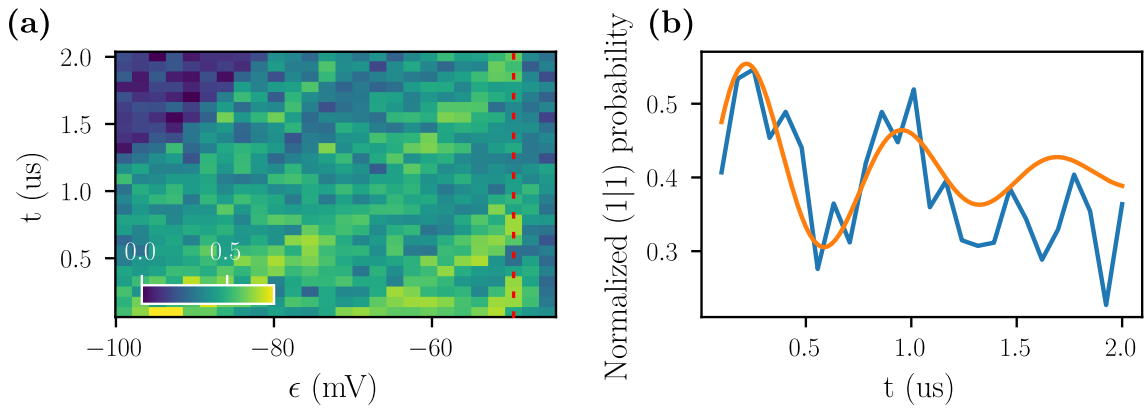 (a)
2.0
1.5
1.0
0.5
t (us)
0.0 0.5
−100 −80 −60
ϵ (mV)
(b)
Normalized (1|1) probability
0.5
0.4
0.3
0.5 1.0 1.5 2.0
t (us)